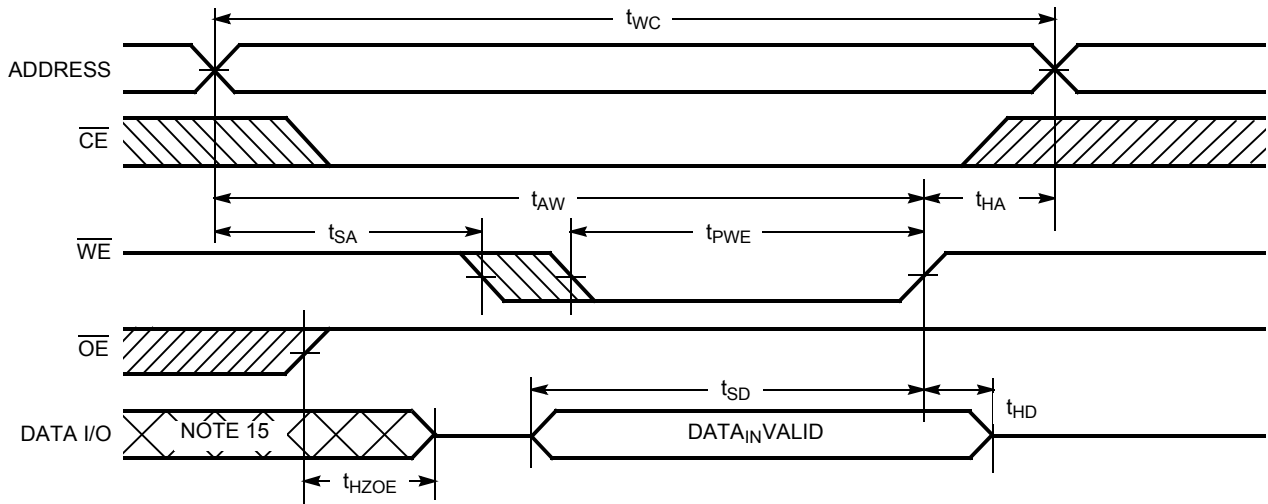 tWC
ADDRESS
CE
tAW
tHA
tSA
tPWE
WE
OE
tSD
tHD
DATA I/O
NOTE 15
DATAINVALID
tHZOE